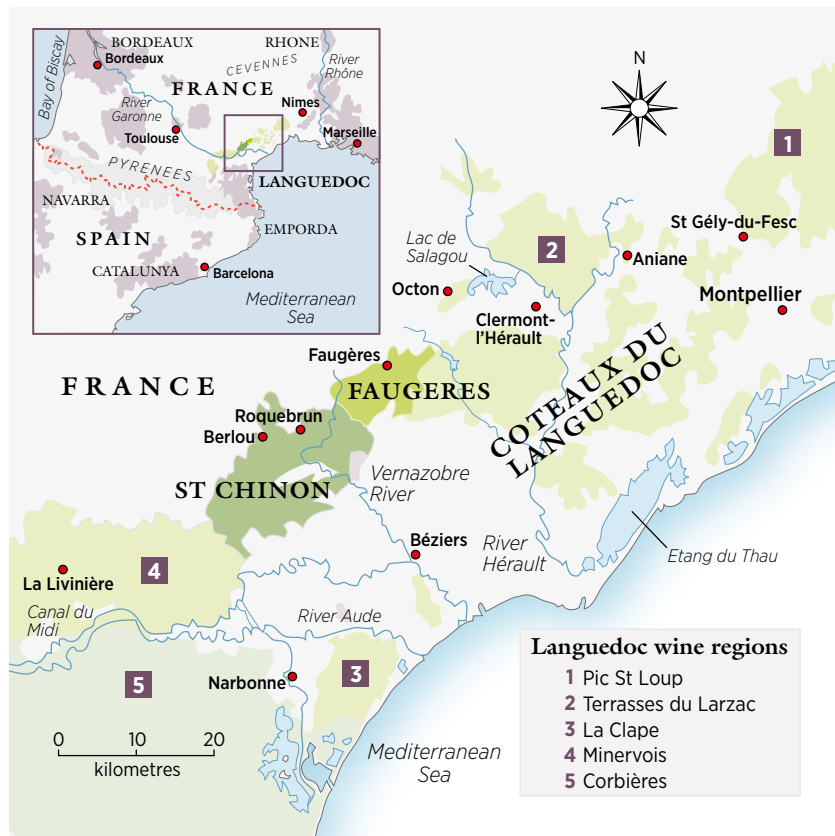 BORDEAUX
Bordeaux
RHONE
Bay of Biscay
CEVENNES
River
Rhône
FRANCE
River
Garonne
Nimes
Toulouse
Marseille
PYRENEES
LANGUEDOC
NAVARRA
EMPORDA
SPAIN
CATALUNYA
Barcelona
Mediterranean
Sea
N
1
St Gély-du-Fesc
Lac de
Salagou
2
Aniane
Octon
Clermont-
l'Hérault
Montpellier
Faugères
FRANCE
FAUGERES
COTEAUX DU
LANGUEDOC
Roquebrun
Berlou
ST CHINON
Vernazobre
River
Béziers
River
Hérault
Etang du Thau
4
La Livinière
Canal du
Midi
River Aude
5
Narbonne
3
0 10 20
kilometres
Mediterranean
Sea
Languedoc wine regions
1 Pic St Loup
2 Terrasses du Larzac
3 La Clape
4 Minervois
5 Corbières